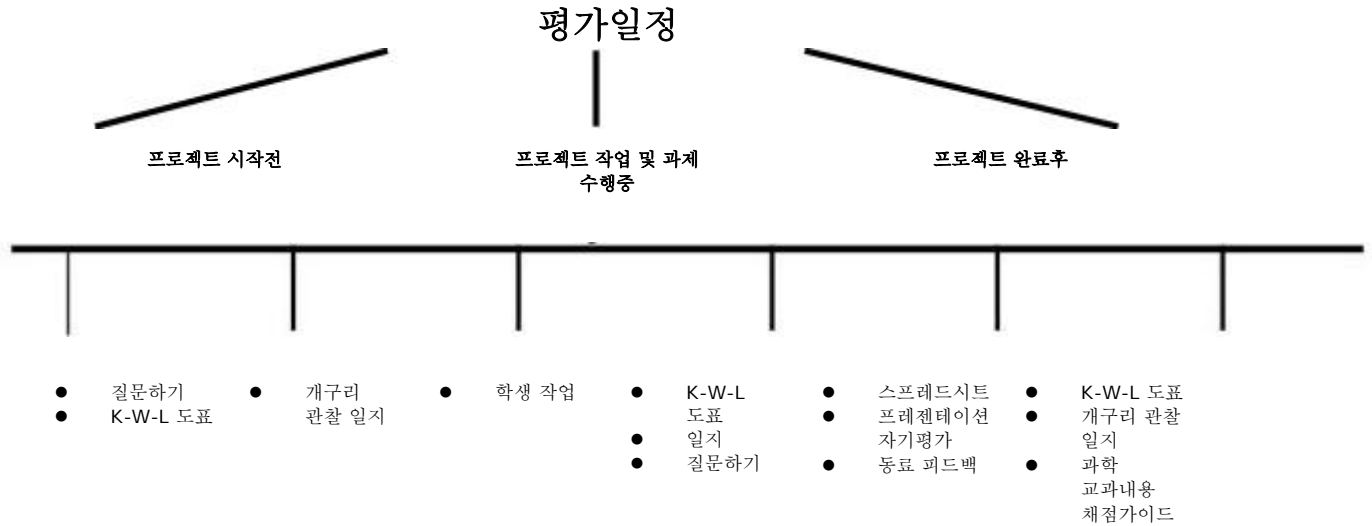 평가일정
프로젝트 시작전
프로젝트 작업 및 과제
수행중
프로젝트 완료후
● 질문하기
● K-W-L 도표
● 개구리
관찰 일지
● 학생 작업
● K-W-L
도표
● 일지
● 질문하기
● 스프레드시트
● 프레젠테이션
자기평가
● 동료 피드백
● K-W-L 도표
● 개구리 관찰
일지
● 과학
교과내용
채점가이드